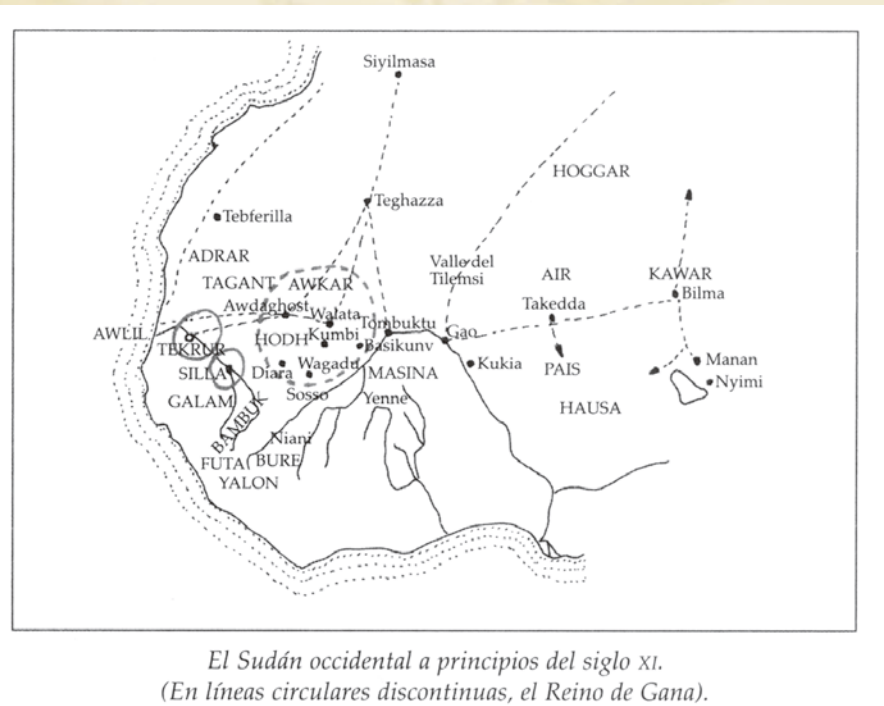 Siyilmasa
HOGGAR
Teghazza
Tebferilla
ADRAR
Valle del
Tilemsi
AIR
KAWAR
TAGANT
AWKAR
Bilma
Awdaghost
Walata
Takedda
AWLIL
Tombuktu
Gao
HODH
Kumbi
TEKRUR
Basikunv
Kukia
Manan
SILLA
Diara
Wagadu
MASINA
PAIS
Nyimi
GALAM
Sosso
Yenne
HAUSA
BAMBUK
Niani
FUTA
BURE
YALON
El Sudán occidental a principios del siglo XI.
(En líneas circulares discontinuas, el Reino de Gana).